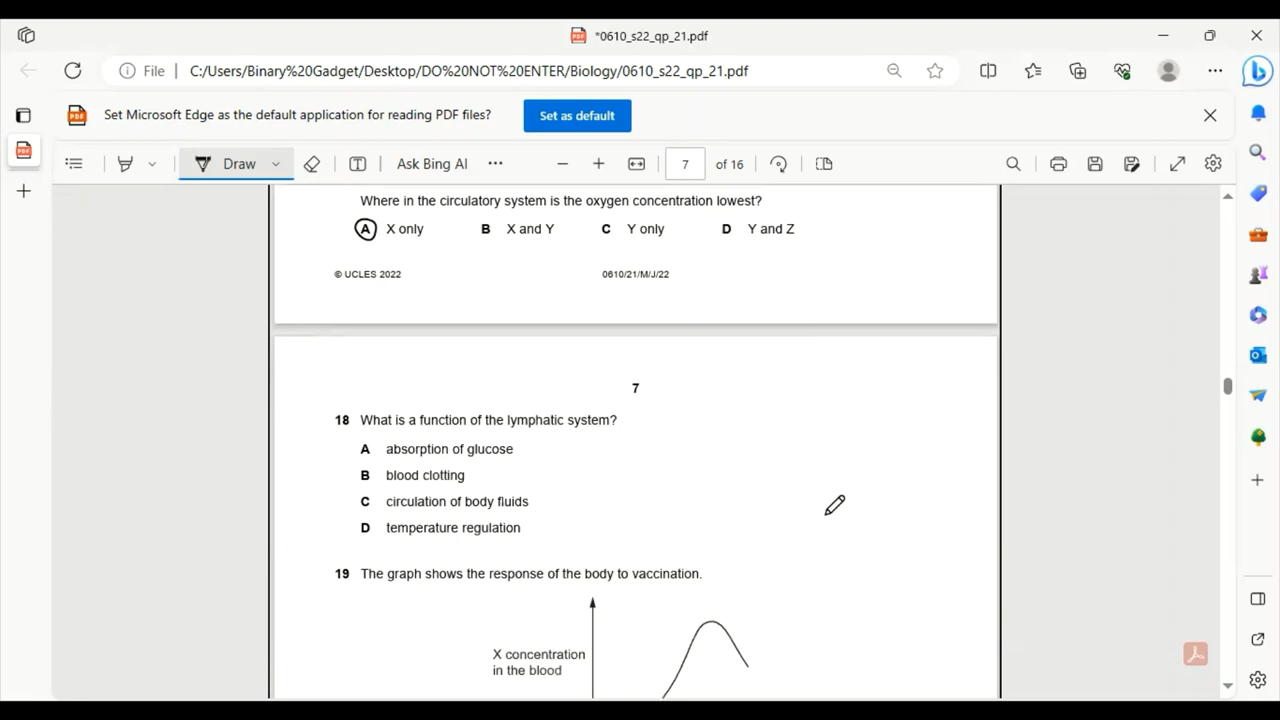 *0610_s22_qp_21.pdf
File
C:/Users/Binary%20Gadget/Desktop/DO%20NOT%20ENTER/Biology/0610_s22_qp_21.pdf
Set Microsoft Edge as the default application for reading PDF files?
Set as default
Draw
Ask Bing AI
7 of 16
Where in the circulatory system is the oxygen concentration lowest?
A X only B X and Y C Y only D Y and Z
© UCLES 2022 0610/21/M/J/22
7
18 What is a function of the lymphatic system?
A absorption of glucose
B blood clotting
C circulation of body fluids
D temperature regulation
19 The graph shows the response of the body to vaccination.
X concentration
in the blood